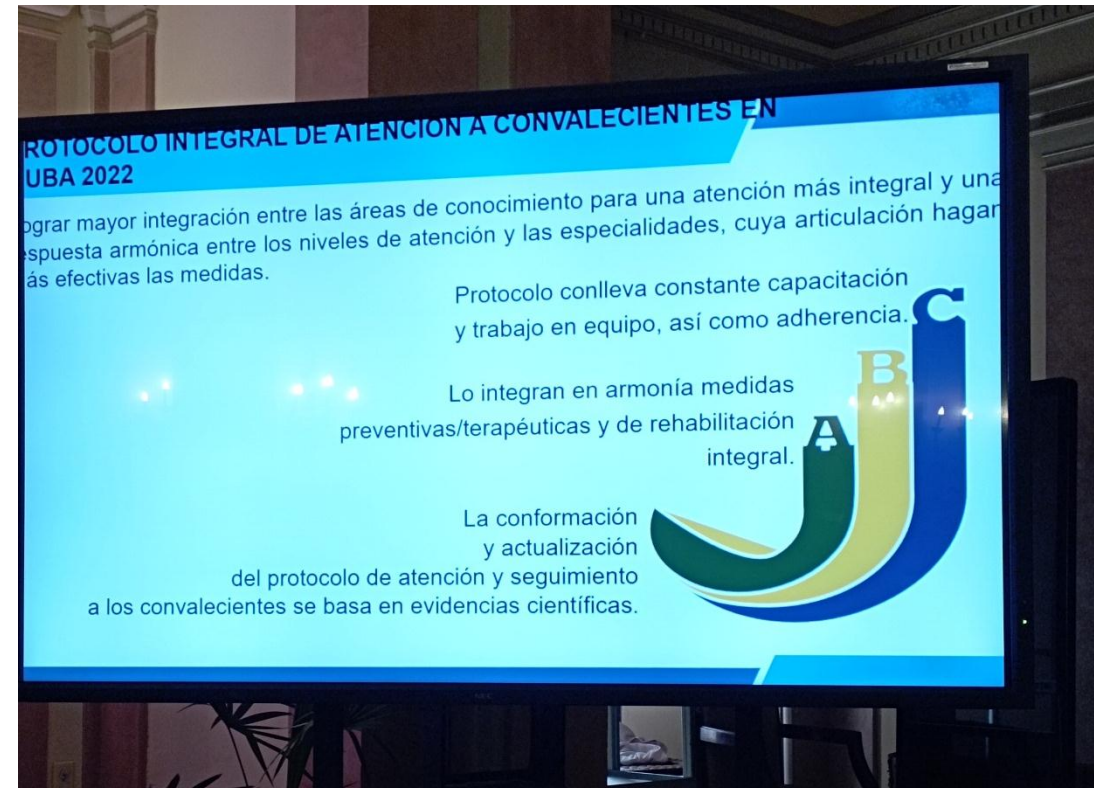 ROTOCOLO INTEGRAL DE ATENCIÓN A CONVALECIENTES EN
UBA 2022
ograr mayor integración entre las áreas de conocimiento para una atención más integral y una
spuesta armónica entre los niveles de atención y las especialidades, cuya articulación hagan
ás efectivas las medidas.
Protocolo conlleva constante capacitación
y trabajo en equipo, así como adherencia.
C
B
Lo integran en armonía medidas
preventivas/terapéuticas y de rehabilitación
integral.
A
La conformación
y actualización
del protocolo de atención y seguimiento
a los convalecientes se basa en evidencias científicas.
NEC